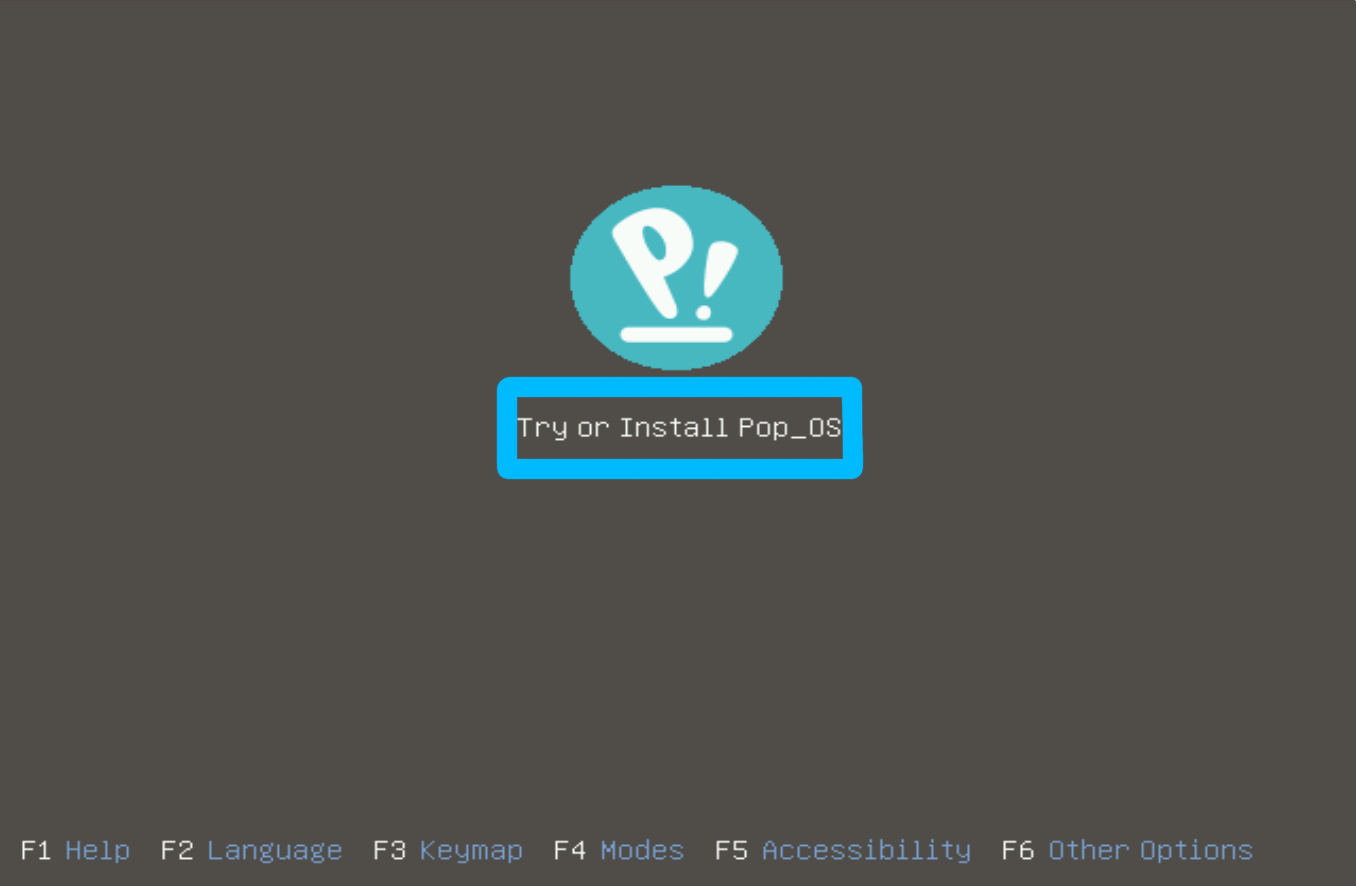 P!
Try or Install Pop_OS
F1 Help F2 Language F3 Keymap F4 Modes F5 Accessibility F6 Other Options